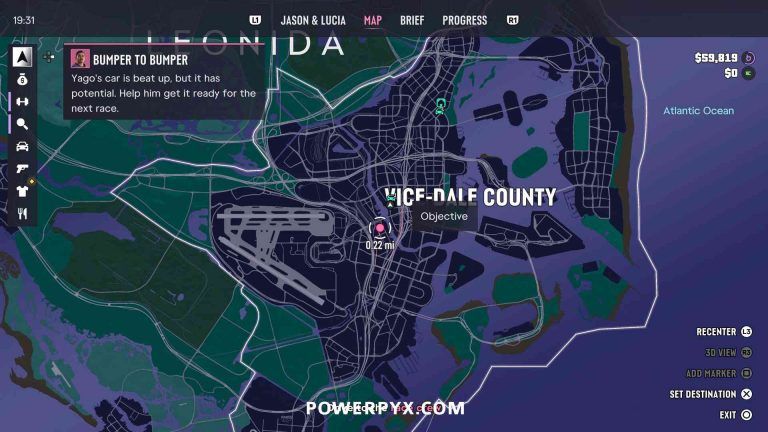 19:31
L1 JASON & LUCIA MAP BRIEF PROGRESS R1
LEONIDA
BUMPER TO BUMPER
Yago's car is beat up, but it has
potential. Help him get it ready for the
next race.
$59,819
$0
Atlantic Ocean
VICE-DALE COUNTY
Objective
0.22 mi
RECENTER L3
3D VIEW R3
ADD MARKER
SET DESTINATION
EXIT
POWERPYX.COM